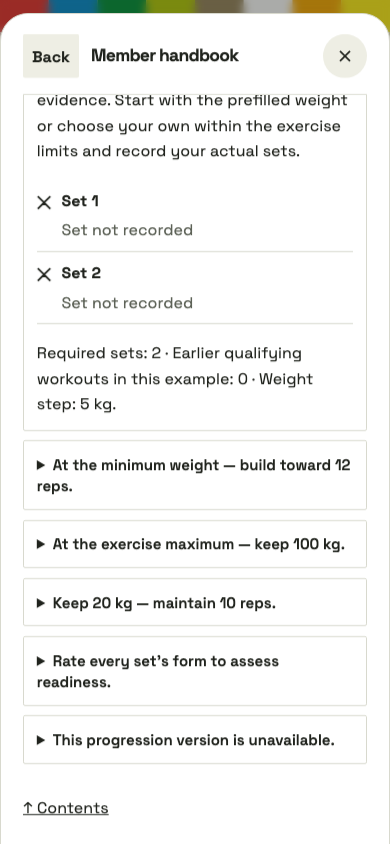 Back Member handbook
evidence. Start with the prefilled weight
or choose your own within the exercise
limits and record your actual sets.
Set 1
Set not recorded
Set 2
Set not recorded
Required sets: 2 · Earlier qualifying
workouts in this example: 0 · Weight
step: 5 kg.
▶ At the minimum weight — build toward 12
reps.
▶ At the exercise maximum — keep 100 kg.
▶ Keep 20 kg — maintain 10 reps.
▶ Rate every set's form to assess
readiness.
▶ This progression version is unavailable.
↑ Contents